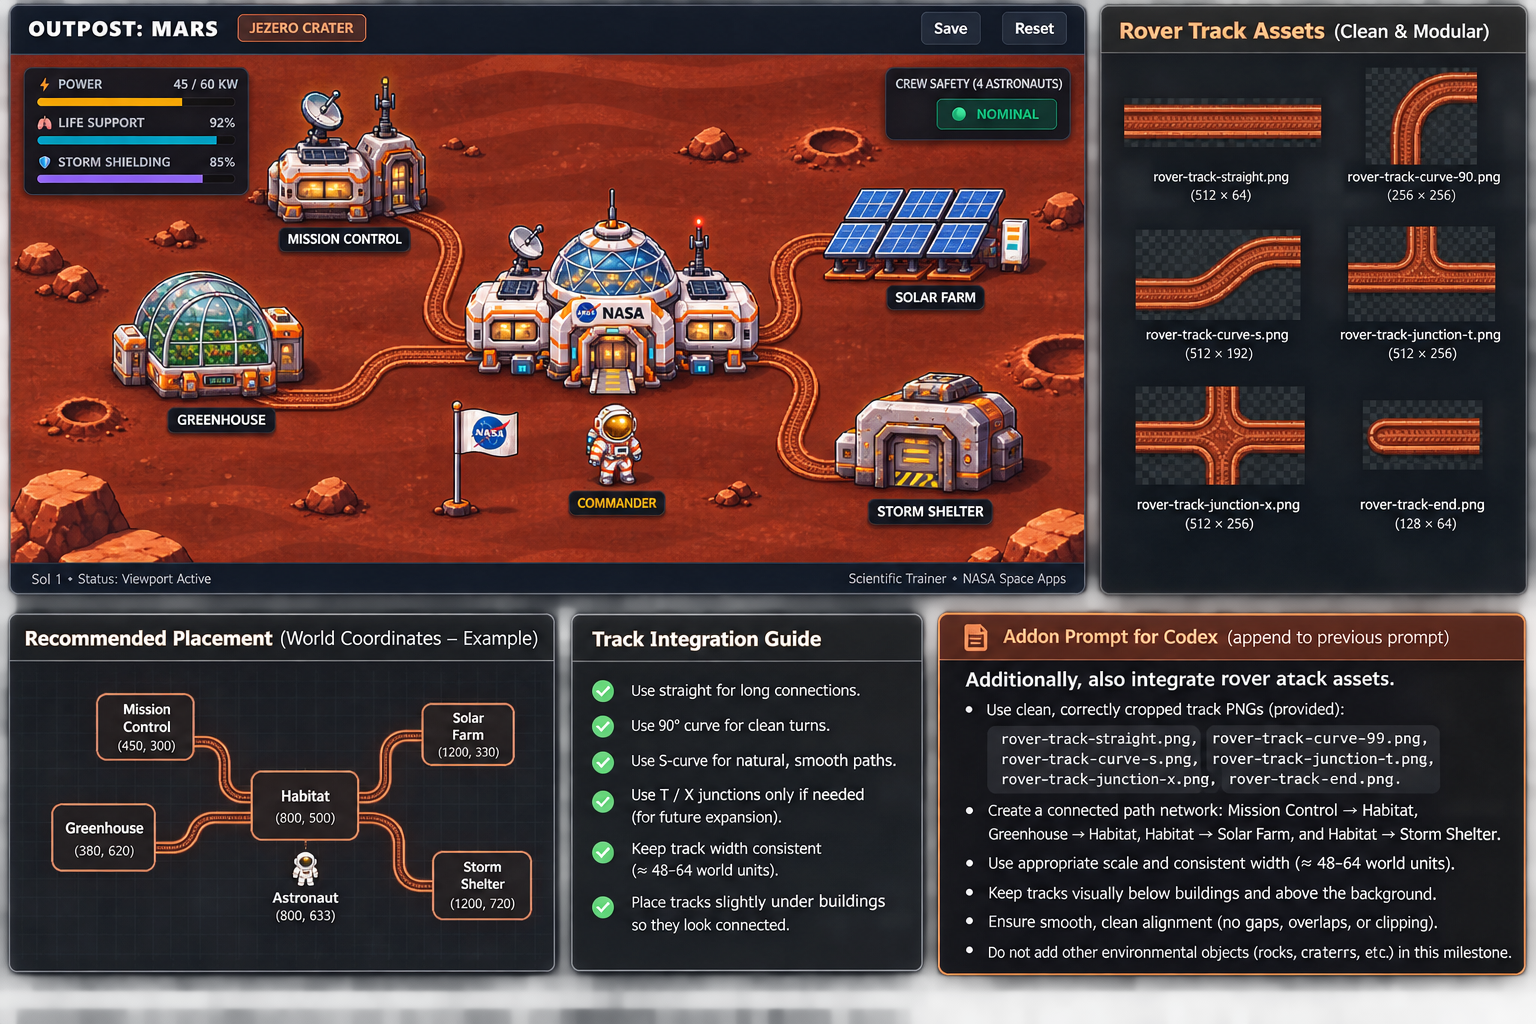 OUTPOST: MARS
JEZERO CRATER
Save
Reset
POWER
45 / 60 KW
LIFE SUPPORT
92%
STORM SHIELDING
85%
CREW SAFETY (4 ASTRONAUTS)
NOMINAL
MISSION CONTROL
NASA
SOLAR FARM
GREENHOUSE
NASA
COMMANDER
STORM SHELTER
Sol 1 • Status: Viewport Active
Scientific Trainer • NASA Space Apps
Rover Track Assets (Clean & Modular)
rover-track-straight.png
(512 × 64)
rover-track-curve-90.png
(256 × 256)
rover-track-curve-s.png
(512 × 192)
rover-track-junction-t.png
(512 × 256)
rover-track-junction-x.png
(512 × 256)
rover-track-end.png
(128 × 64)
Recommended Placement (World Coordinates – Example)
Mission
Control
(450, 300)
Solar
Farm
(1200, 330)
Habitat
(800, 500)
Greenhouse
(380, 620)
Astronaut
(800, 633)
Storm
Shelter
(1200, 720)
Track Integration Guide
Use straight for long connections.
Use 90° curve for clean turns.
Use S-curve for natural, smooth paths.
Use T / X junctions only if needed
(for future expansion).
Keep track width consistent
(≈ 48–64 world units).
Place tracks slightly under buildings
so they look connected.
Addon Prompt for Codex (append to previous prompt)
Additionally, also integrate rover atack assets.
• Use clean, correctly cropped track PNGs (provided):
rover-track-straight.png, rover-track-curve-99.png,
rover-track-curve-s.png, rover-track-junction-t.png,
rover-track-junction-x.png, rover-track-end.png.
• Create a connected path network: Mission Control → Habitat,
Greenhouse → Habitat, Habitat → Solar Farm, and Habitat → Storm Shelter.
• Use appropriate scale and consistent width (≈ 48–64 world units).
• Keep tracks visually below buildings and above the background.
• Ensure smooth, clean alignment (no gaps, overlaps, or clipping).
• Do not add other environmental objects (rocks, craterrs, etc.) in this milestone.